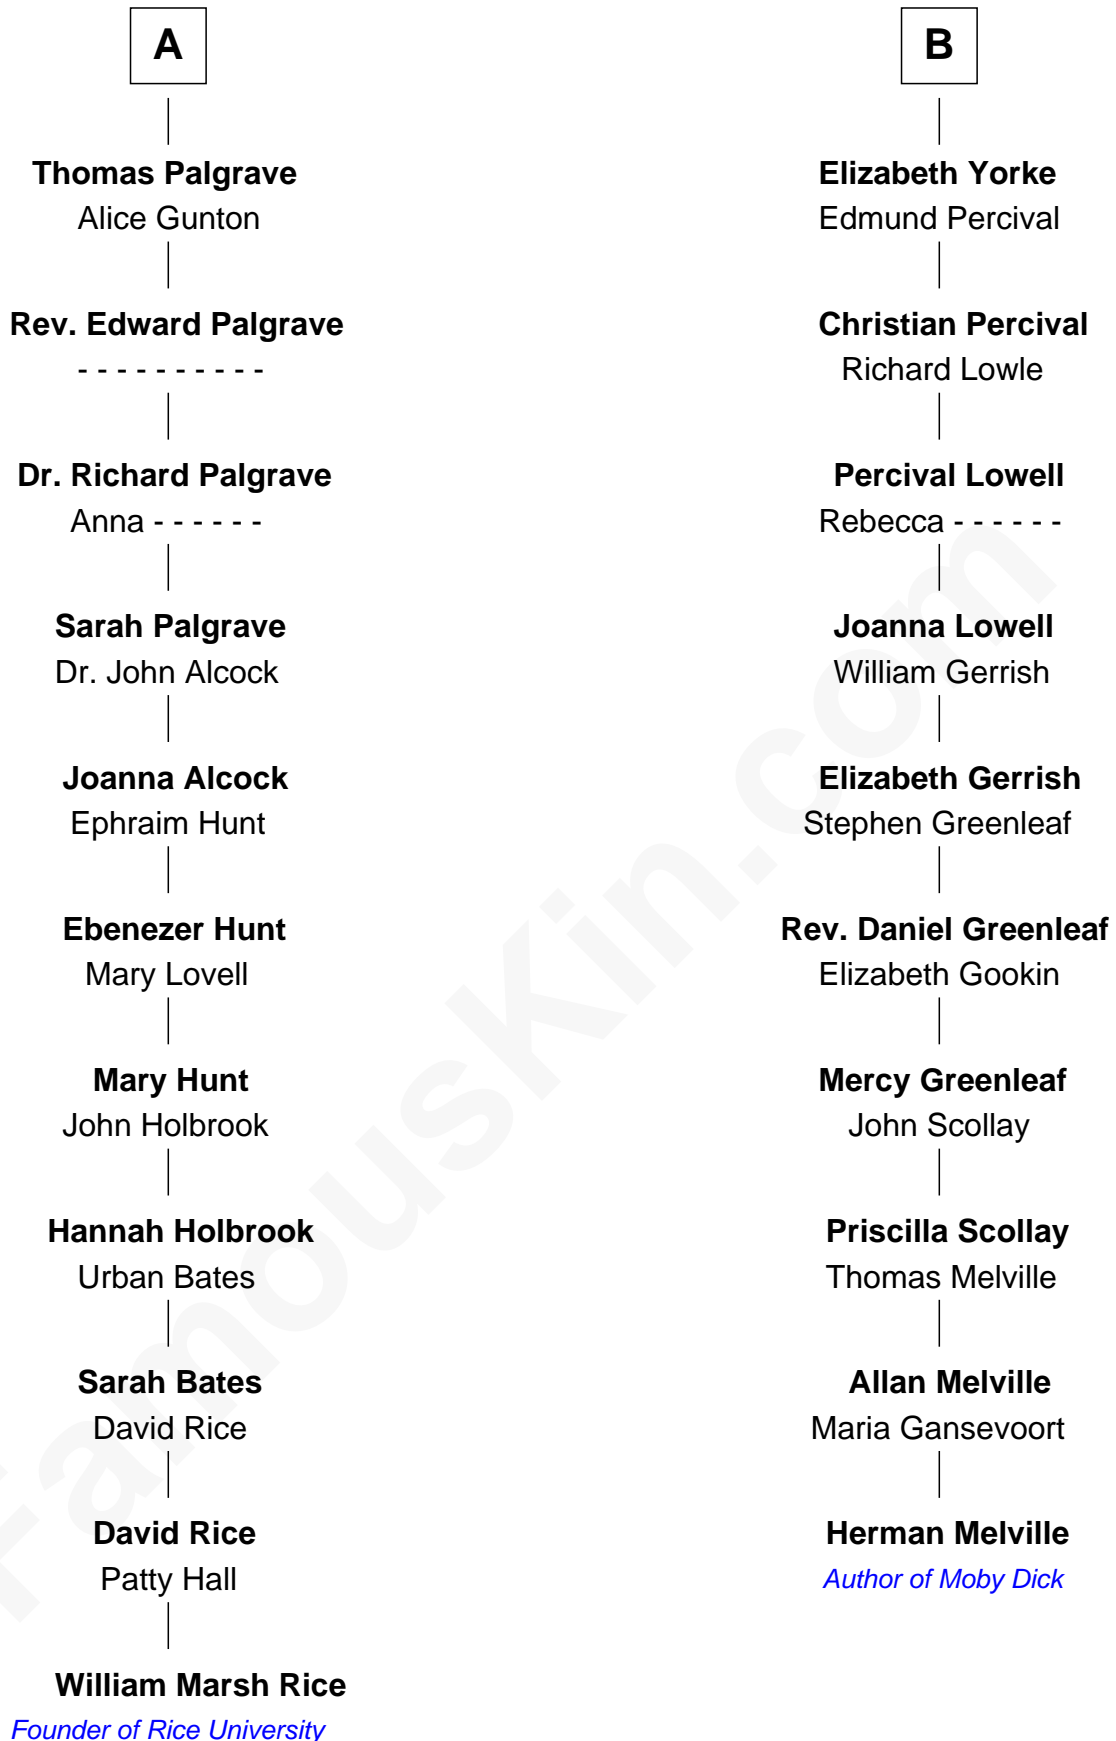 A
Thomas Palgrave
Alice Gunton
Rev. Edward Palgrave
- - - - - - - - - -
Dr. Richard Palgrave
Anna - - - - - -
Sarah Palgrave
Dr. John Alcock
Joanna Alcock
Ephraim Hunt
Ebenezer Hunt
Mary Lovell
Mary Hunt
John Holbrook
Hannah Holbrook
Urban Bates
Sarah Bates
David Rice
David Rice
Patty Hall
William Marsh Rice
Founder of Rice University
B
Elizabeth Yorke
Edmund Percival
Christian Percival
Richard Lowle
Percival Lowell
Rebecca - - - - - -
Joanna Lowell
William Gerrish
Elizabeth Gerrish
Stephen Greenleaf
Rev. Daniel Greenleaf
Elizabeth Gookin
Mercy Greenleaf
John Scollay
Priscilla Scollay
Thomas Melville
Allan Melville
Maria Gansevoort
Herman Melville
Author of Moby Dick
FamousKin.com